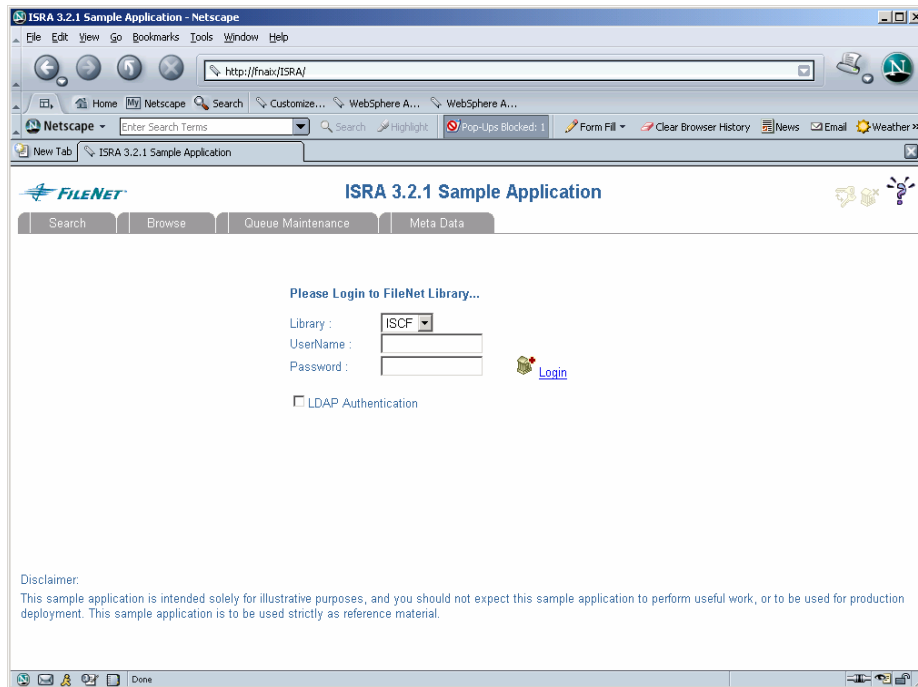 ISRA 3.2.1 Sample Application - Netscape
File Edit View Go Bookmarks Tools Window Help
http://fnaix/ISRA/
Home My Netscape Search Customize... WebSphere A... WebSphere A...
Netscape Enter Search Terms Search Highlight Pop-Ups Blocked: 1 Form Fill Clear Browser History News Email Weather
New Tab ISRA 3.2.1 Sample Application
FILENET ISRA 3.2.1 Sample Application
Search Browse Queue Maintenance Meta Data
Please Login to FileNet Library...
Library : ISCF
UserName :
Password : Login
LDAP Authentication
Disclaimer:
This sample application is intended solely for illustrative purposes, and you should not expect this sample application to perform useful work, or to be used for production
deployment. This sample application is to be used strictly as reference material.
Done